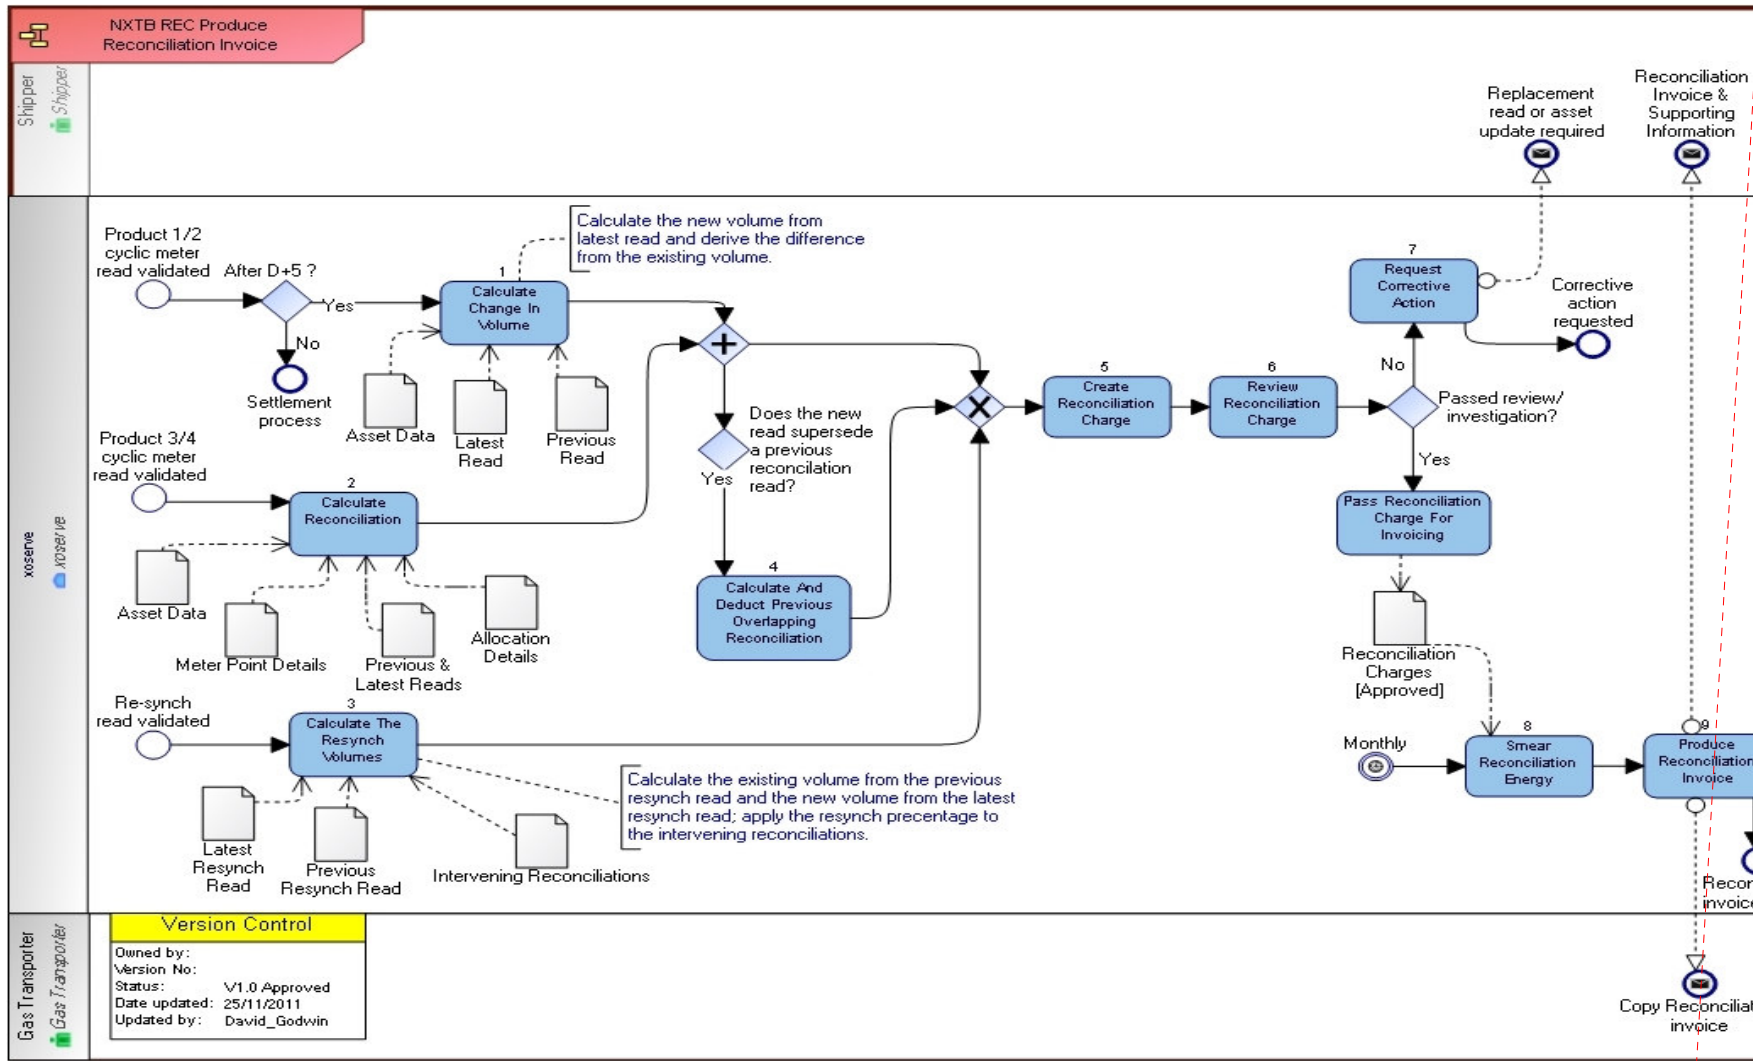 NXTB REC Produce
Reconciliation Invoice
Shipper
Shipper
Replacement
read or asset
update required
Reconciliation
Invoice &
Supporting
Information
xoserve
xoserve
Product 1/2
cyclic meter
read validated
After D+5 ?
Yes
No
Settlement
process
1
Calculate
Change In
Volume
Calculate the new volume from
latest read and derive the difference
from the existing volume.
Asset Data
Latest
Read
Previous
Read
Product 3/4
cyclic meter
read validated
2
Calculate
Reconciliation
Asset Data
Meter Point Details
Previous &
Latest Reads
Allocation
Details
Does the new
read supersede
a previous
reconcilation
read?
Yes
4
Calculate And
Deduct Previous
Overlapping
Reconciliation
5
Create
Reconciliation
Charge
6
Review
Reconciliation
Charge
7
Request
Corrective
Action
Corrective
action
requested
No
Passed review/
investigation?
Yes
Pass Reconciliation
Charge For
Invoicing
Reconciliation
Charges
[Approved]
Re-synch
read validated
3
Calculate The
Resynch
Volumes
Latest
Resynch
Read
Previous
Resynch Read
Intervening Reconciliations
Calculate the existing volume from the previous
resynch read and the new volume from the latest
resynch read; apply the resynch precentage to
the intervening reconciliations.
Monthly
8
Smear
Reconciliation
Energy
9
Produce
Reconciliation
Invoice
Recon
invoice
Gas Transporter
Gas Transporter
Version Control
Owned by:
Version No:
Status: V1.0 Approved
Date updated: 25/11/2011
Updated by: David_Godwin
Copy Reconciliat
invoice